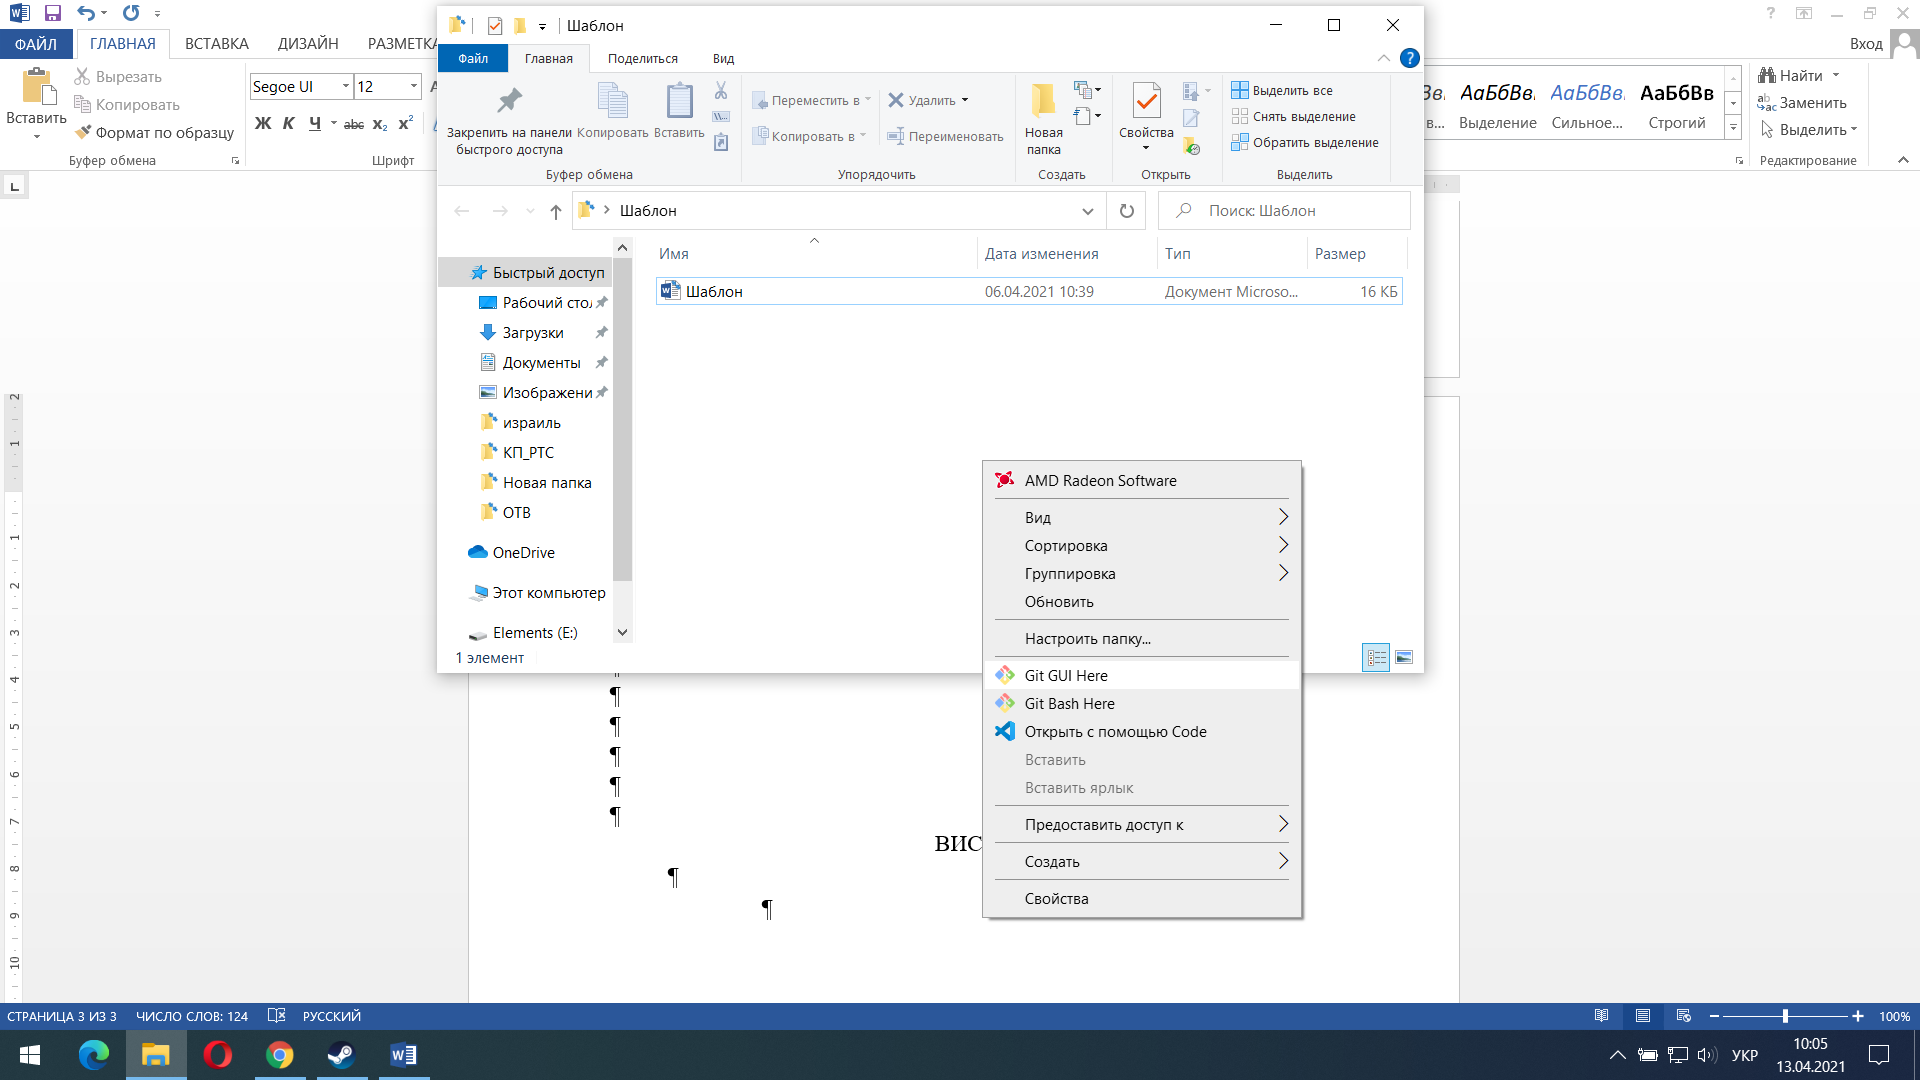 Шаблон
Вход
ФАЙЛ
ГЛАВНАЯ
ВСТАВКА
ДИЗАЙН
РАЗМЕТКА
Файл
Главная
Поделиться
Вид
Вставить
Вырезать
Копировать
Формат по образцу
Буфер обмена
Segoe UI
12
Ж К Ч abc x₂ x²
Шрифт
Закрепить на панели
быстрого доступа
Копировать
Вставить
Буфер обмена
Переместить в
Копировать в
Удалить
Переименовать
Упорядочить
Новая
папка
Создать
Свойства
Открыть
Выделить все
Снять выделение
Обратить выделение
Выделить
АаБбВв
АаБбВв
АаБбВв
Выделение
Сильное...
Строгий
Найти
Заменить
Выделить
Редактирование
Шаблон
Поиск: Шаблон
Имя
Дата изменения
Тип
Размер
Шаблон
06.04.2021 10:39
Документ Microso...
16 КБ
Быстрый доступ
Рабочий стол
Загрузки
Документы
Изображени
израиль
КП_РТС
Новая папка
ОТВ
OneDrive
Этот компьютер
Elements (E:)
1 элемент
AMD Radeon Software
Вид
Сортировка
Группировка
Обновить
Настроить папку...
Git GUI Here
Git Bash Here
Открыть с помощью Code
Вставить
Вставить ярлык
Предоставить доступ к
Создать
Свойства
ВИС
СТРАНИЦА 3 ИЗ 3
ЧИСЛО СЛОВ: 124
РУССКИЙ
100%
УКР
10:05
13.04.2021